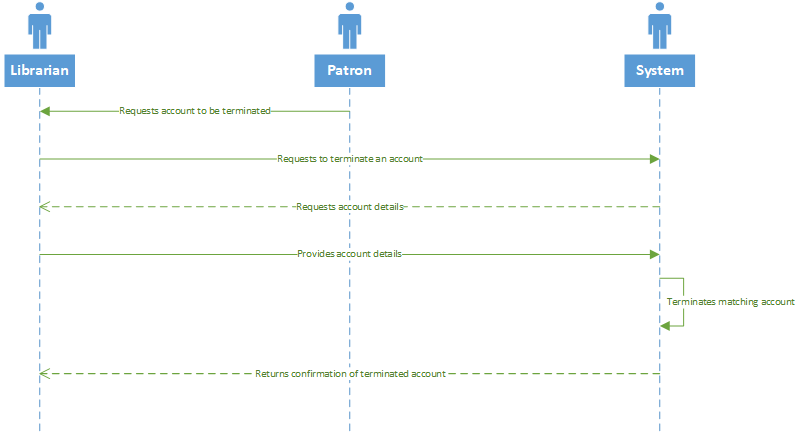 Librarian
Patron
System
Requests account to be terminated
Requests to terminate an account
Requests account details
Provides account details
Terminates matching account
Returns confirmation of terminated account